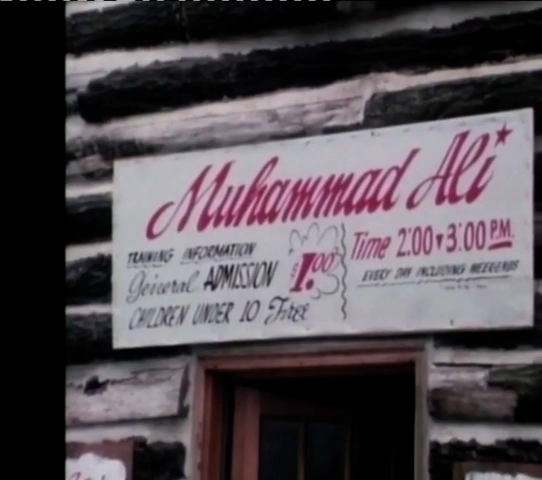 Muhammad Ali
TRAINING INFORMATION
General ADMISSION $1.00
CHILDREN UNDER 10 Free
Time 2:00 3:00 P.M.
EVERY DAY INCLUDING WEEKENDS